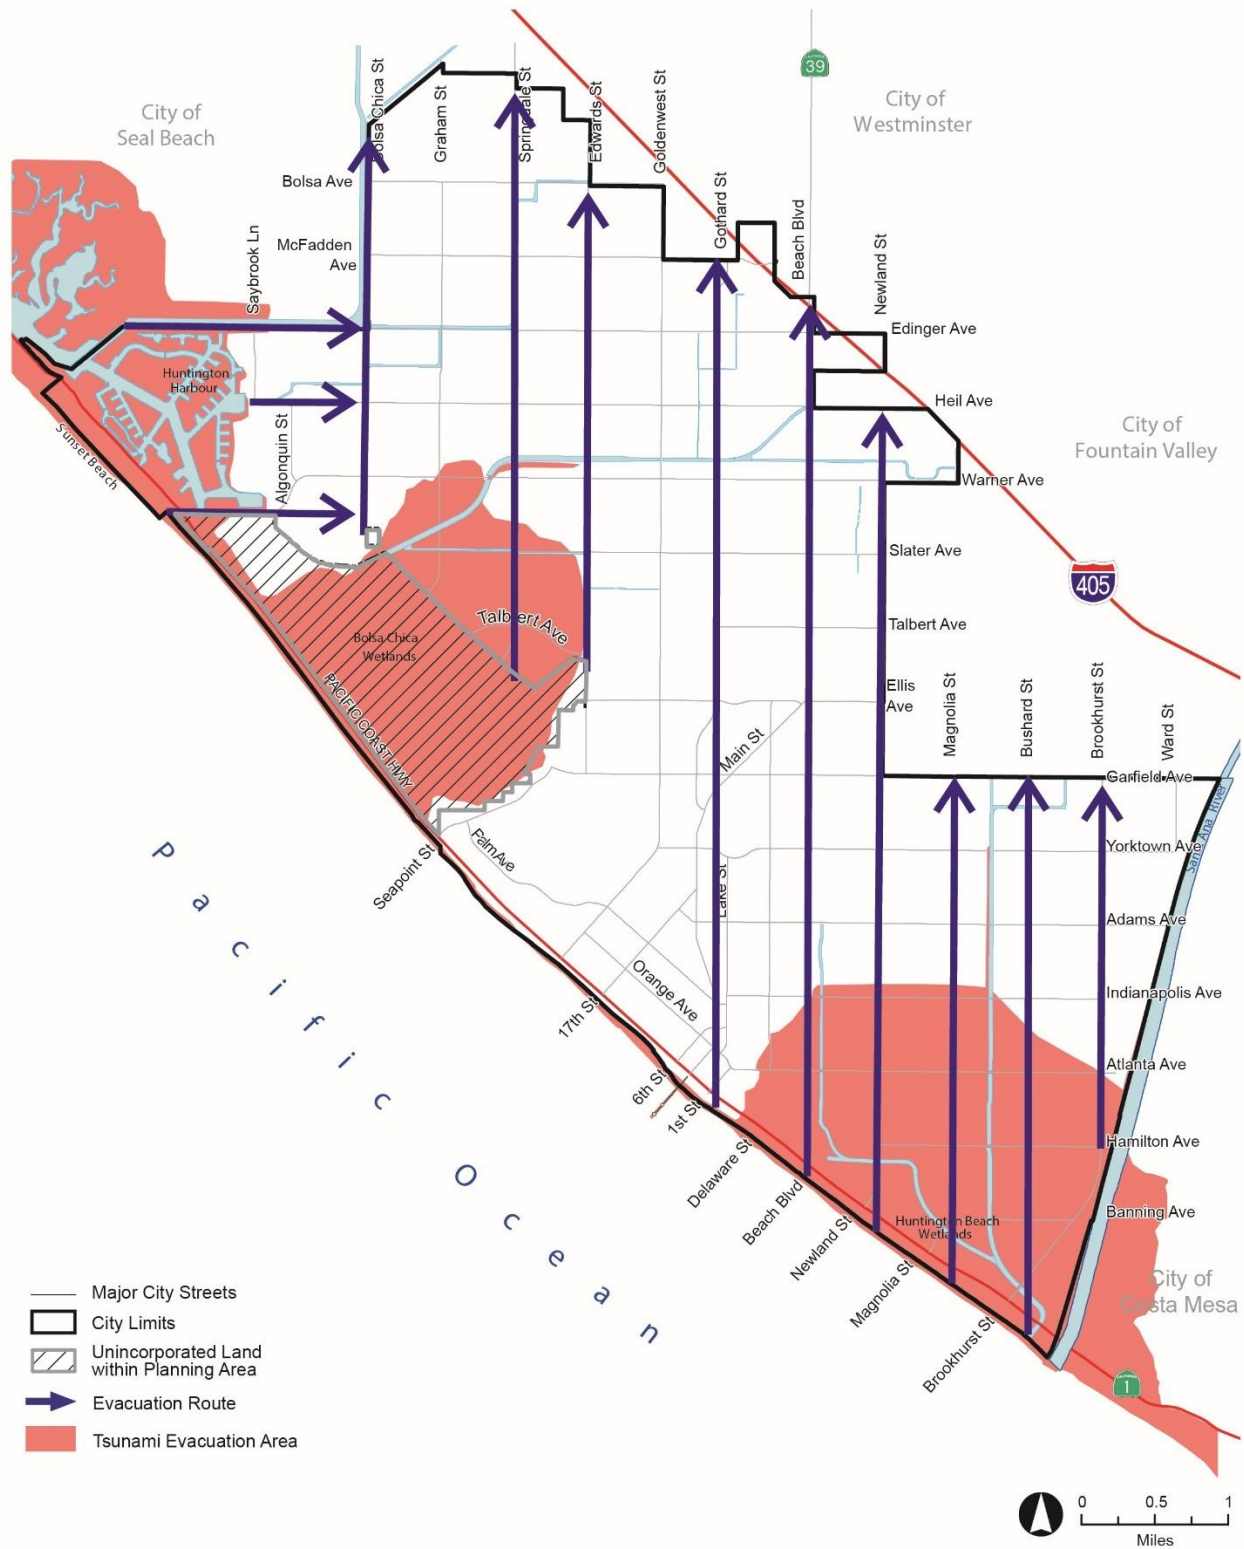 39
City of
Seal Beach
City of
Westminster
Bolsa Chica St
Graham St
Springdale St
Edwards St
Goldenwest St
Gothard St
Beach Blvd
Newland St
Bolsa Ave
McFadden
Ave
Saybrook Ln
Edinger Ave
Huntington
Harbour
Heil Ave
City of
Fountain Valley
Sunset Beach
Algonquin St
Warner Ave
Slater Ave
405
Talbert Ave
Talbert Ave
Bolsa Chica
Wetlands
PACIFIC COAST HWY
Ellis
Ave
Magnolia St
Bushard St
Brookhurst St
Ward St
Main St
Garfield Ave
Santa Ana River
Seapoint St
Palm Ave
Yorktown Ave
Lake St
Adams Ave
Orange Ave
Indianapolis Ave
17th St
6th St
1st St
Atlanta Ave
Delaware St
Hamilton Ave
Beach Blvd
Newland St
Huntington Beach
Wetlands
Banning Ave
Magnolia St
Brookhurst St
City of
Costa Mesa
CALIFORNIA
1
Pacific Ocean
Major City Streets
City Limits
Unincorporated Land
within Planning Area
Evacuation Route
Tsunami Evacuation Area
0 0.5 1
Miles